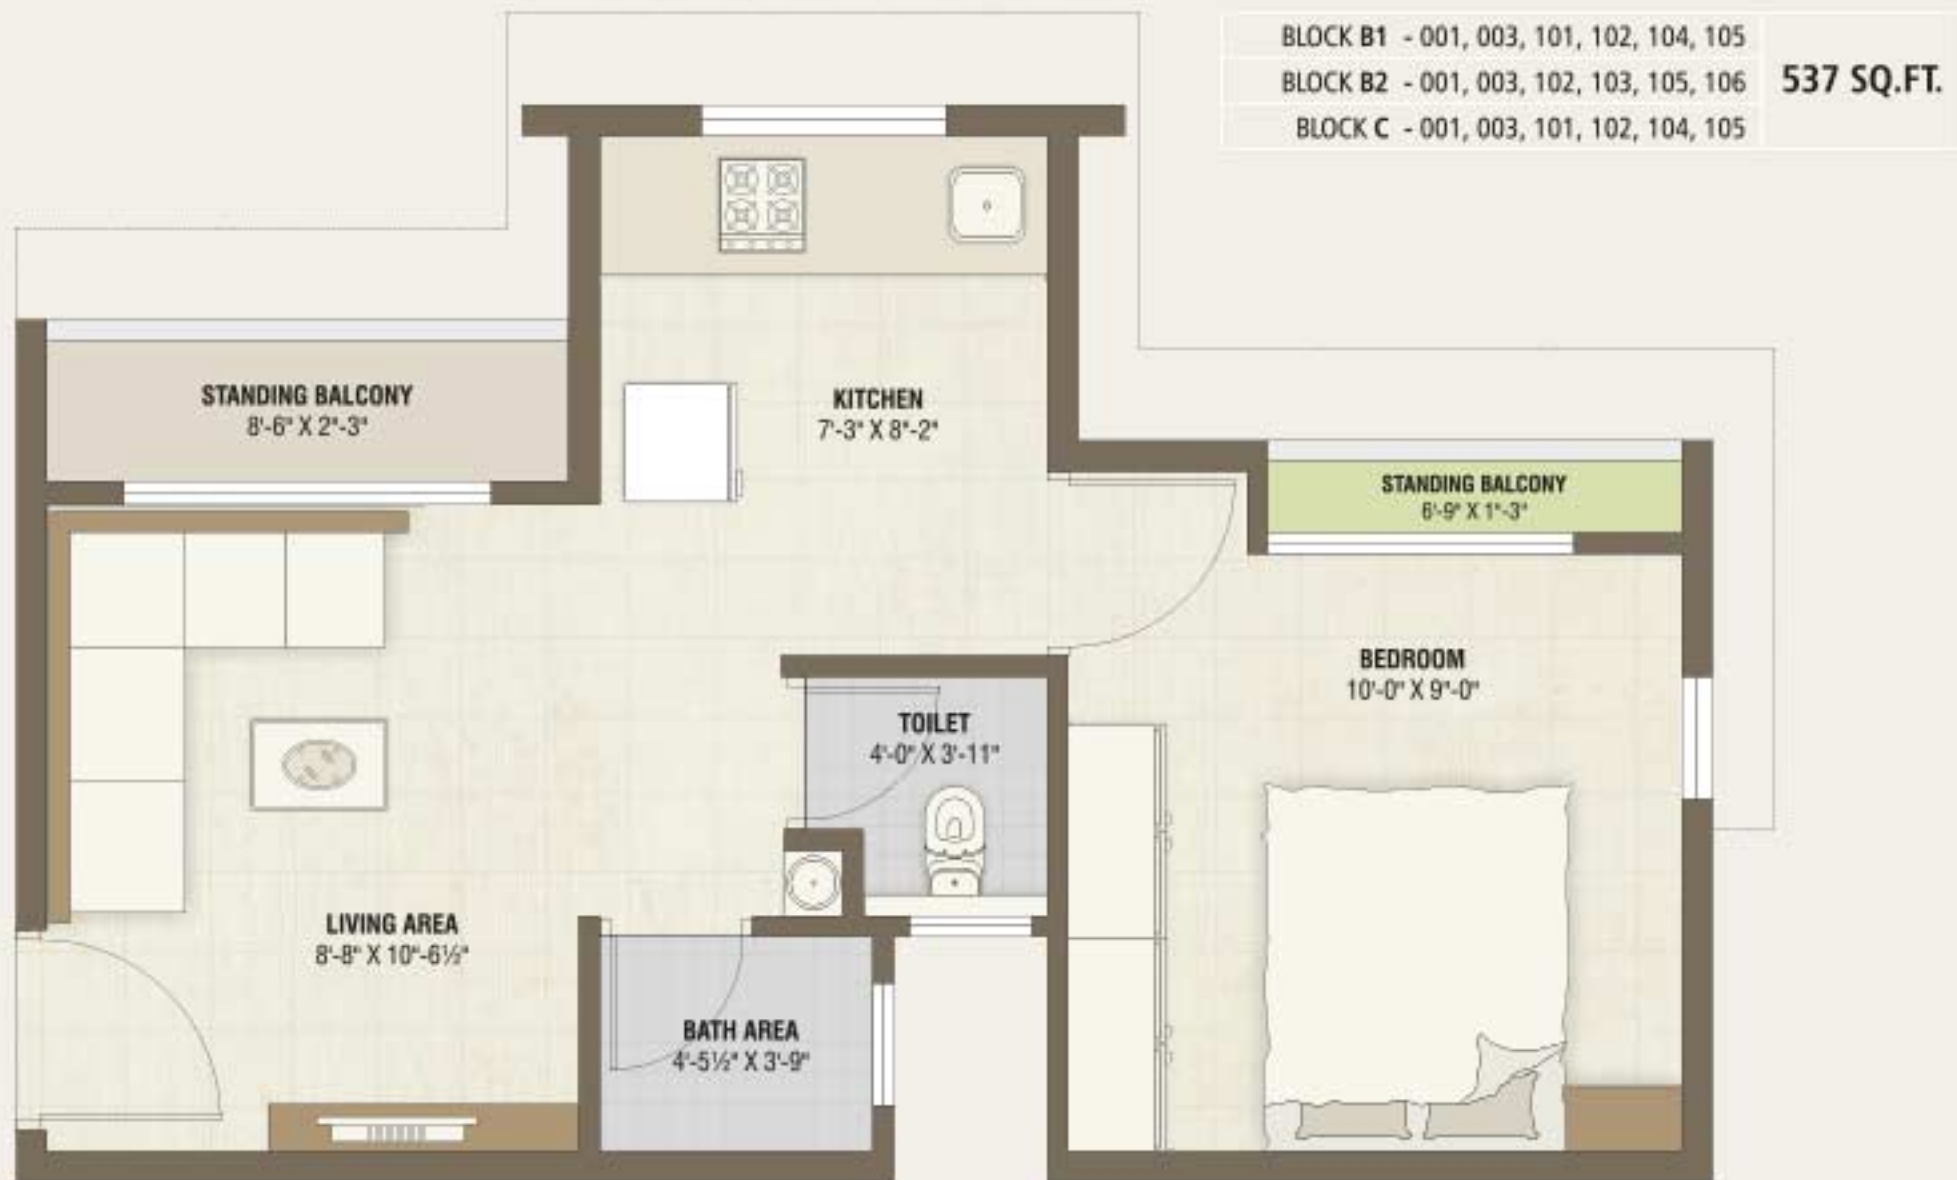 BLOCK B1 - 001, 003, 101, 102, 104, 105
BLOCK B2 - 001, 003, 102, 103, 105, 106
537 SQ.FT.
BLOCK C - 001, 003, 101, 102, 104, 105
STANDING BALCONY
8'-6" X 2"-3"
KITCHEN
7'-3" X 8"-2"
STANDING BALCONY
6'-9" X 1"-3"
BEDROOM
10'-0" X 9"-0"
TOILET
4'-0" X 3'-11"
LIVING AREA
8'-8" X 10"-6½"
BATH AREA
4'-5½" X 3'-9"